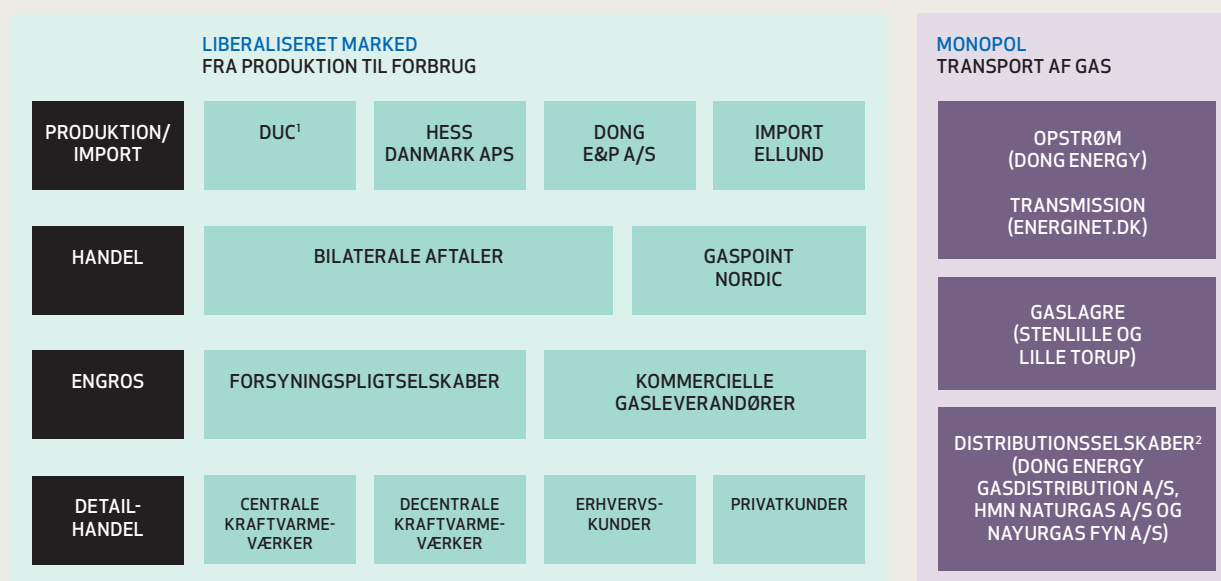 LIBERALISERET MARKED
FRA PRODUKTION TIL FORBRUG
PRODUKTION/
IMPORT
DUC¹
HESS
DANMARK APS
DONG
E&P A/S
IMPORT
ELLUND
HANDEL
BILATERALE AFTALER
GASPOINT
NORDIC
ENGROS
FORSYNINGSPLIGTSELSKABER
KOMMERCIELLE
GASLEVERANDØRER
DETAIL-
HANDEL
CENTRALE
KRAFTVARME-
VÆRKER
DECENTRALE
KRAFTVARME-
VÆRKER
ERHVERVS-
KUNDER
PRIVATKUNDER
MONOPOL
TRANSPORT AF GAS
OPSTRØM
(DONG ENERGY)
TRANSMISSION
(ENERGINET.DK)
GASLAGRE
(STENLILLE OG
LILLE TORUP)
DISTRIBUTIONSSELSKABER²
(DONG ENERGY
GASDISTRIBUTION A/S,
HMN NATURGAS A/S OG
NAYURGAS FYN A/S)